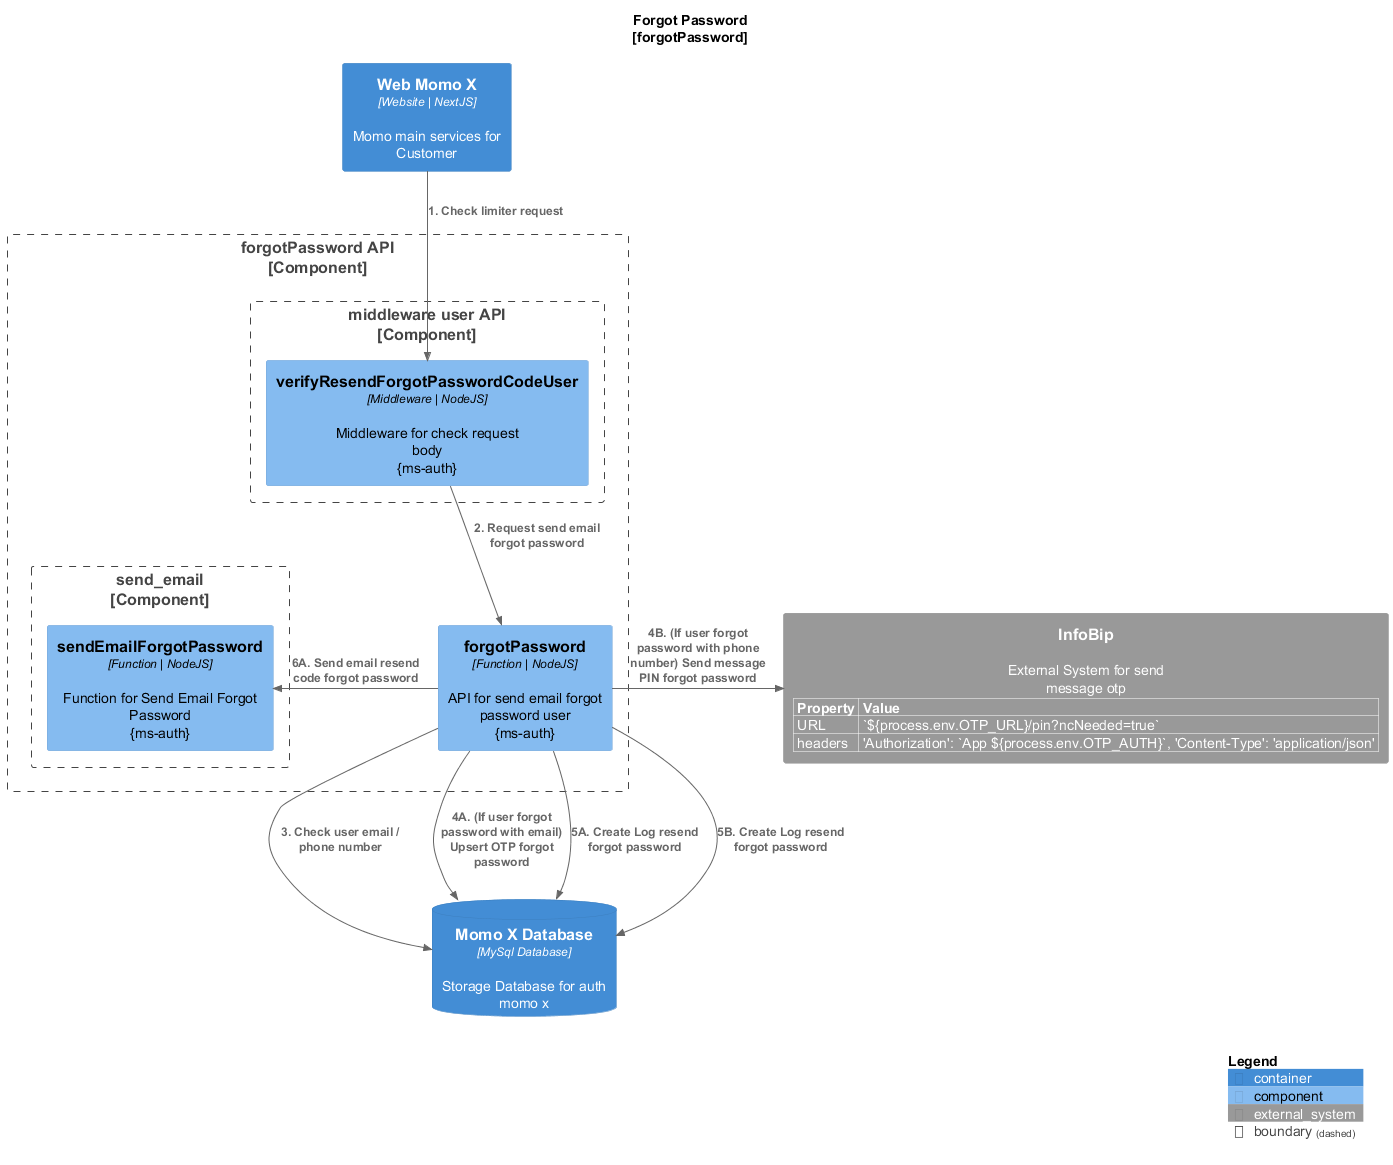 Forgot Password
[forgotPassword]
Web Momo X
[Website | NextJS]
Momo main services for
Customer
1. Check limiter request
forgotPassword API
[Component]
middleware user API
[Component]
verifyResendForgotPasswordCodeUser
[Middleware | NodeJS]
Middleware for check request
body
{ms-auth}
2. Request send email
forgot password
send_email
[Component]
sendEmailForgotPassword
[Function | NodeJS]
Function for Send Email Forgot
Password
{ms-auth}
6A. Send email resend
code forgot password
forgotPassword
[Function | NodeJS]
API for send email forgot
password user
{ms-auth}
4B. (If user forgot
password with phone
number) Send message
PIN forgot password
InfoBip
External System for send
message otp
Property Value
URL `${process.env.OTP_URL}/pin?ncNeeded=true`
headers 'Authorization': `App ${process.env.OTP_AUTH}`, 'Content-Type': 'application/json'
3. Check user email /
phone number
4A. (If user forgot
password with email)
Upsert OTP forgot
password
5A. Create Log resend
forgot password
5B. Create Log resend
forgot password
Momo X Database
[MySql Database]
Storage Database for auth
momo x
Legend
container
component
external_system
boundary (dashed)